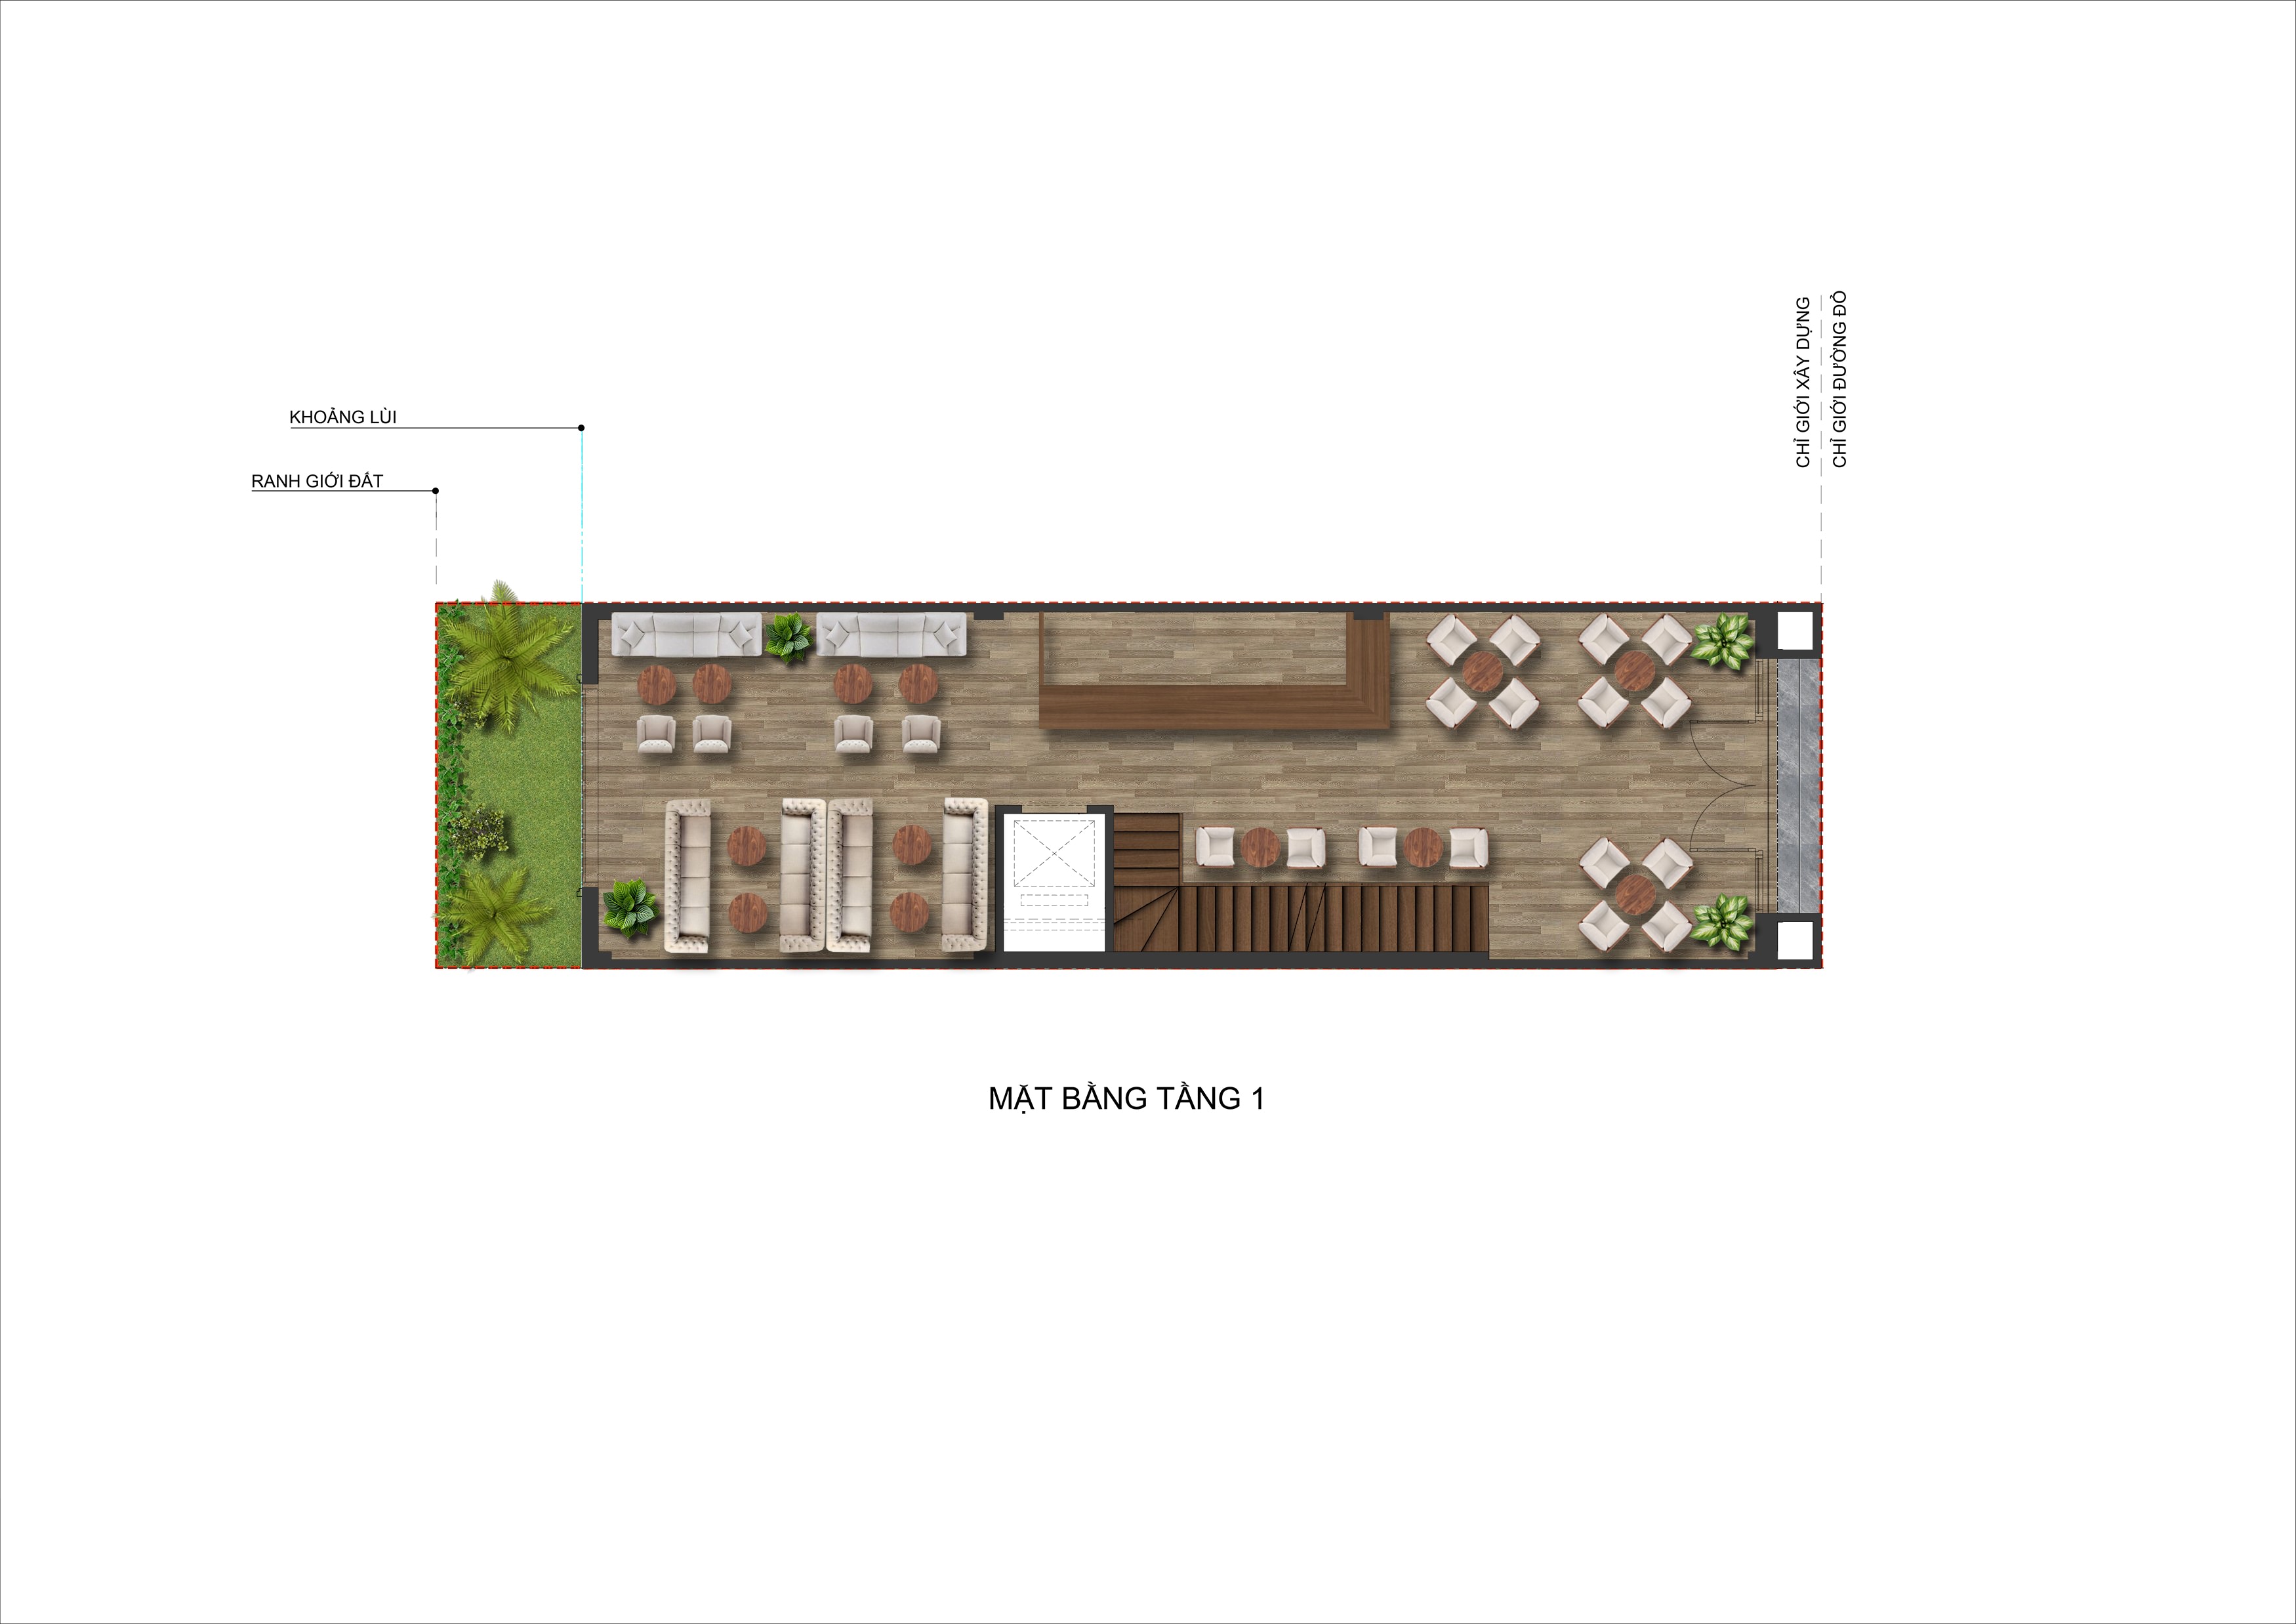 CHỈ GIỚI XÂY DỰNG
CHỈ GIỚI ĐƯỜNG ĐỎ
KHOẢNG LÙI
RANH GIỚI ĐẤT
MẶT BẰNG TẦNG 1